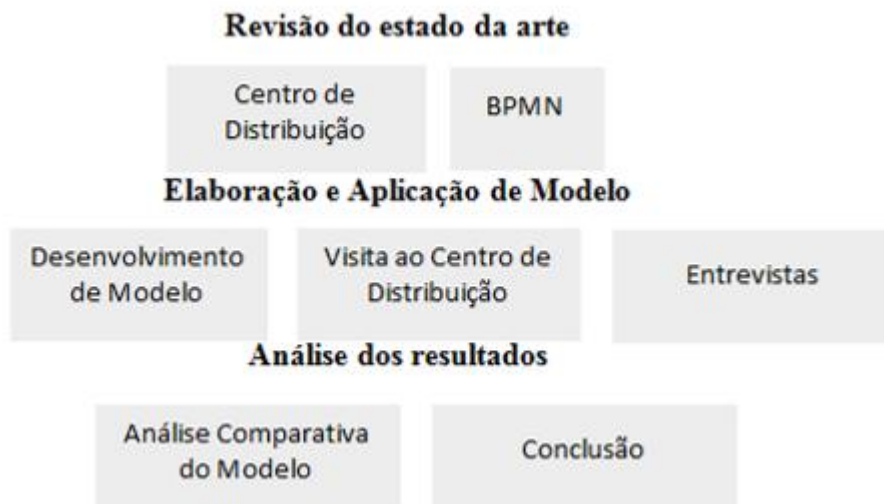 Revisão do estado da arte
Centro de
Distribuição
BPMN
Elaboração e Aplicação de Modelo
Desenvolvimento
de Modelo
Visita ao Centro de
Distribuição
Entrevistas
Análise dos resultados
Análise Comparativa
do Modelo
Conclusão